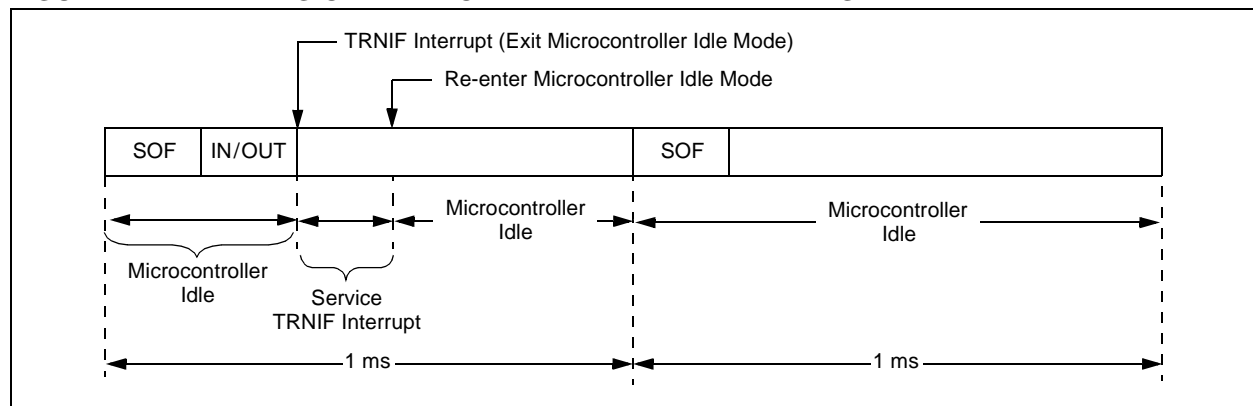 TRNIF Interrupt (Exit Microcontroller Idle Mode)
Re-enter Microcontroller Idle Mode
SOF
IN/OUT
SOF
Microcontroller
Idle
Microcontroller
Idle
Microcontroller
Idle
Service
TRNIF Interrupt
1 ms
1 ms